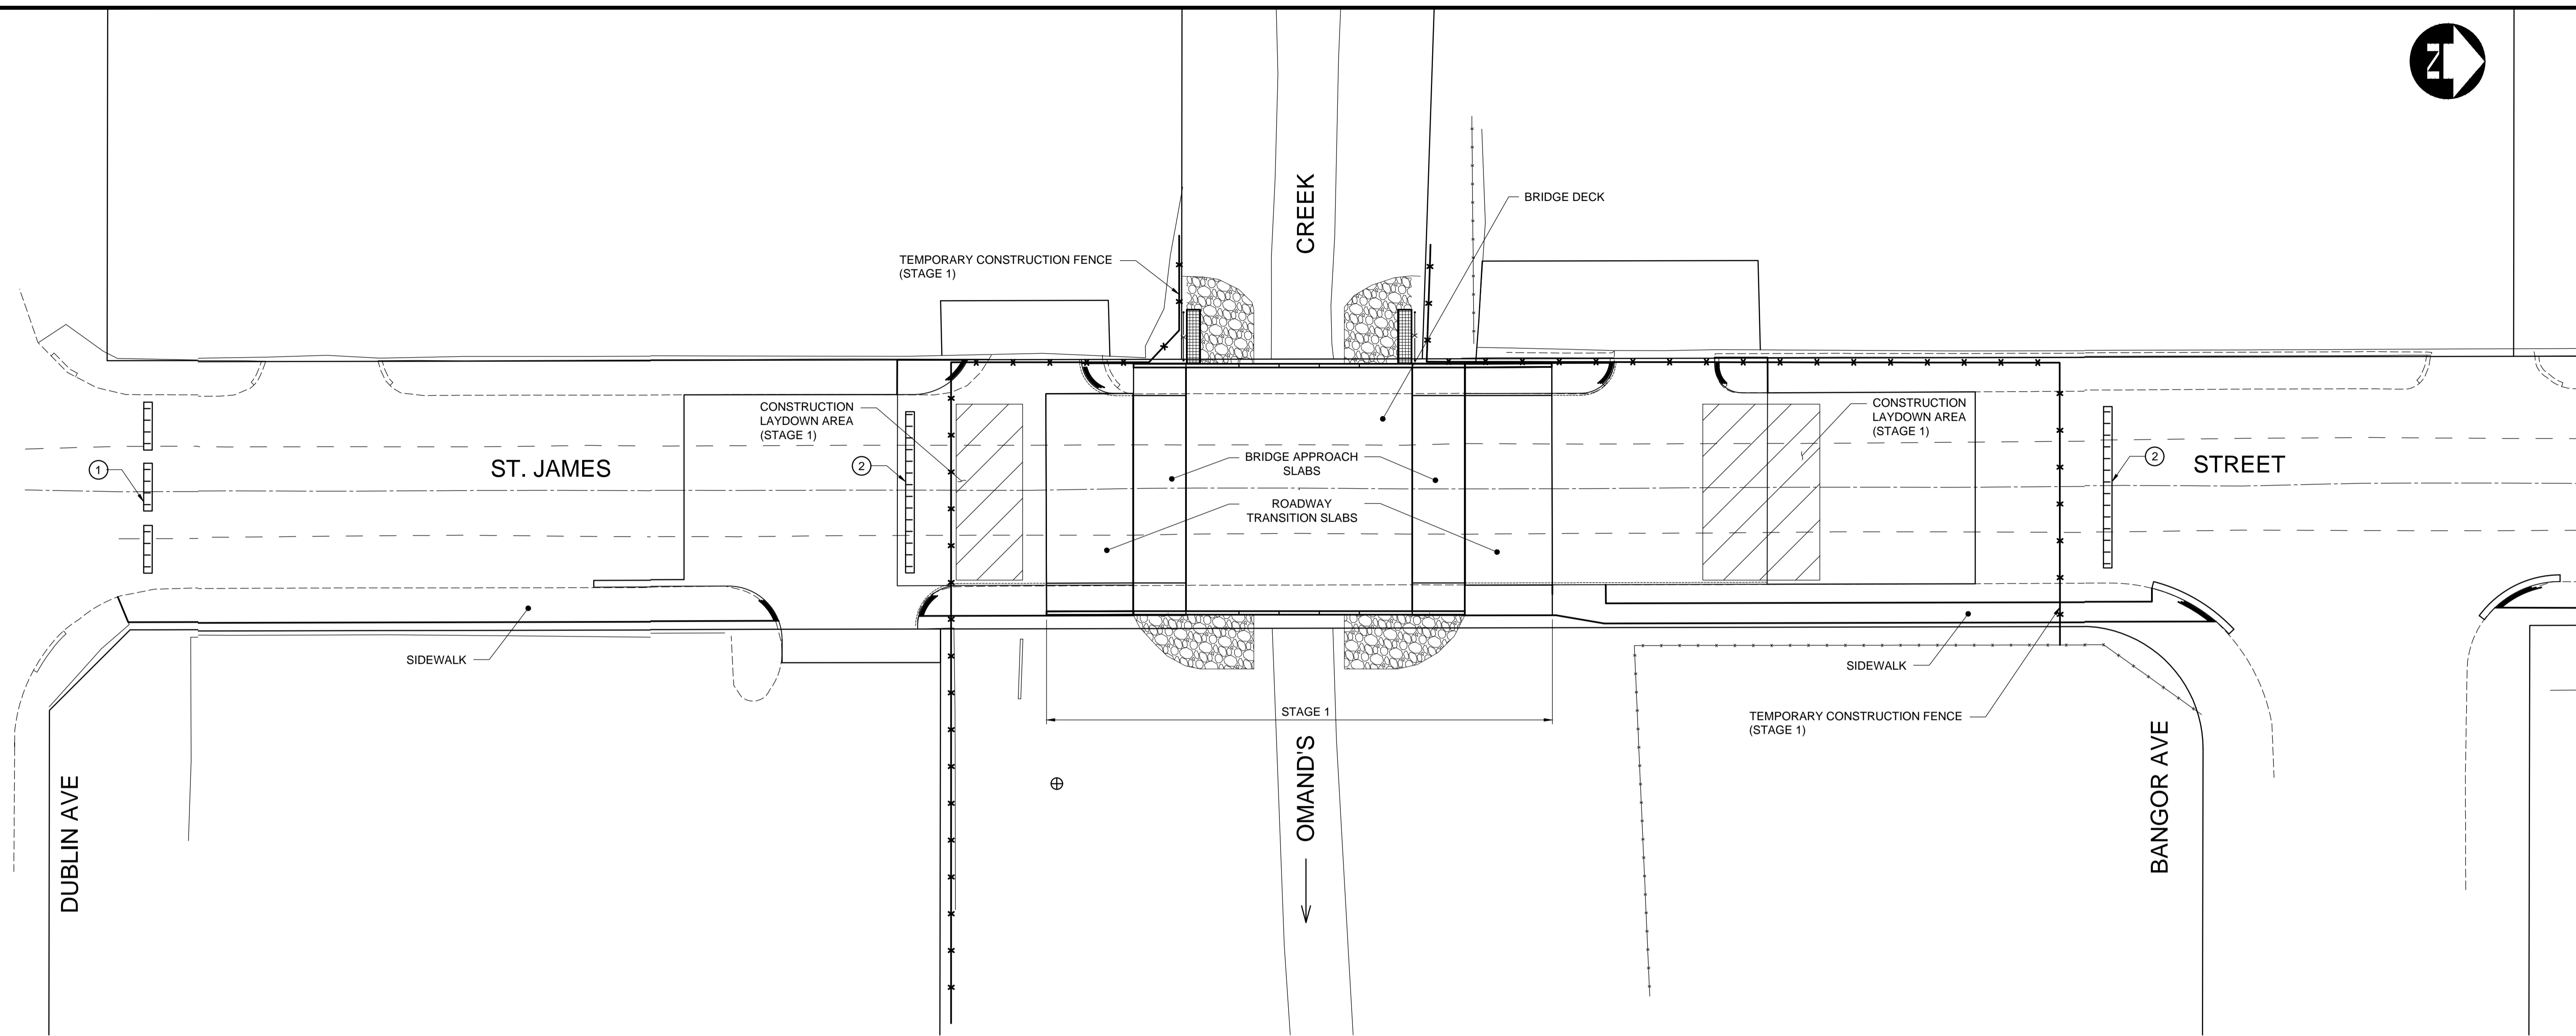 N
CREEK
BRIDGE DECK
TEMPORARY CONSTRUCTION FENCE
(STAGE 1)
CONSTRUCTION
LAYDOWN AREA
(STAGE 1)
CONSTRUCTION
LAYDOWN AREA
(STAGE 1)
1
ST. JAMES
2
BRIDGE APPROACH
SLABS
2
STREET
ROADWAY
TRANSITION SLABS
SIDEWALK
SIDEWALK
STAGE 1
TEMPORARY CONSTRUCTION FENCE
(STAGE 1)
DUBLIN AVE
OMAND'S
BANGOR AVE